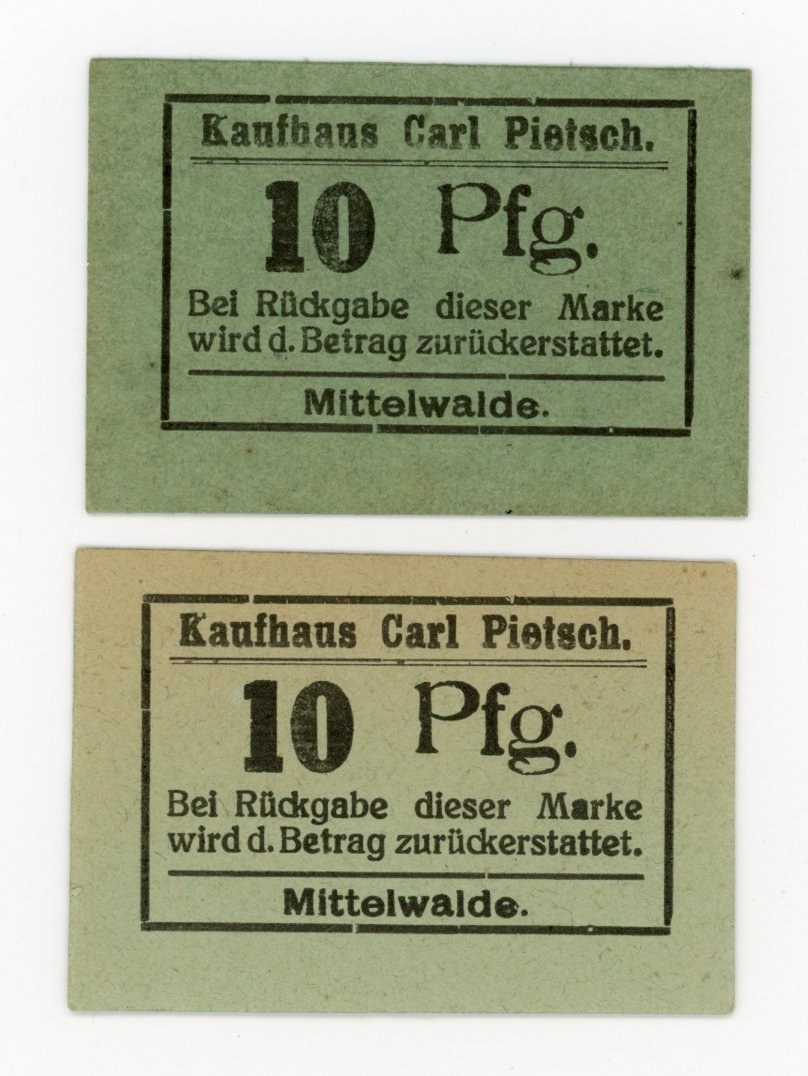 Kaufhaus Carl Pietsch.
10 Pfg.
Bei Rückgabe dieser Marke
wird d. Betrag zurückerstattet.
Mittelwalde.
Kaufhaus Carl Pietsch.
10 Pfg.
Bei Rückgabe dieser Marke
wird d. Betrag zurückerstattet.
Mittelwalde.